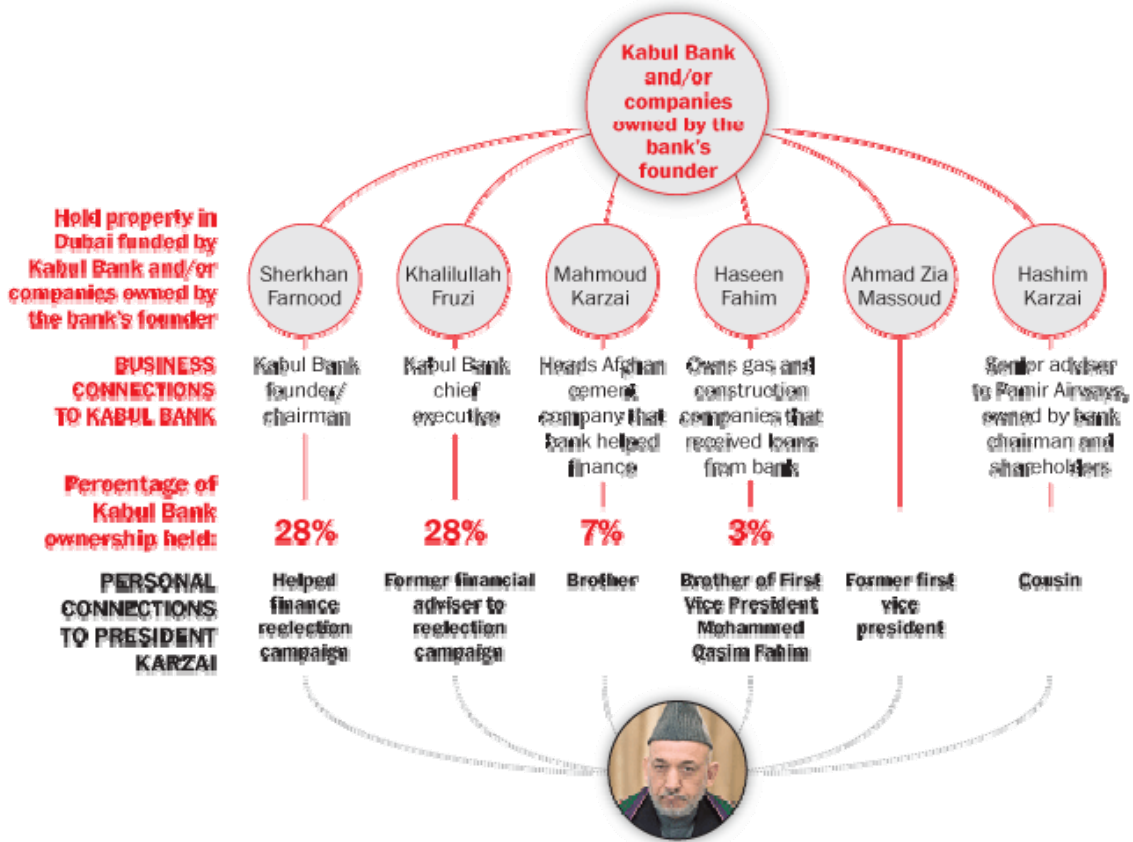 Kabul Bank
and/or
companies
owned by the
bank's
founder
Hold property in
Dubai funded by
Kabul Bank and/or
companies owned by
the bank's founder
Sherkhan
Farnood
Khalilullah
Fruzi
Mahmoud
Karzai
Haseen
Fahim
Ahmad Zia
Massoud
Hashim
Karzai
BUSINESS
CONNECTIONS
TO KABUL BANK
Kabul Bank
founder/
chairman
Kabul Bank
chief
executive
Heads Afghan
cement
company that
bank helped
finance
Owns gas and
construction
companies that
received loans
from bank
Senior adviser
to Pamir Airways,
owned by bank
chairman and
shareholders
Percentage of
Kabul Bank
ownership held:
28%
28%
7%
3%
PERSONAL
CONNECTIONS
TO PRESIDENT
KARZAI
Helped
finance
reelection
campaign
Former financial
adviser to
reelection
campaign
Brother
Brother of First
Vice President
Mohammed
Qasim Fahim
Former first
vice
president
Cousin